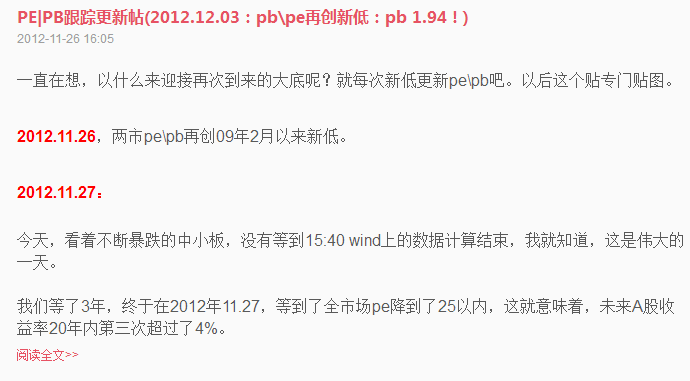 PE|PB跟踪更新帖(2012.12.03：pb\pe再创新低：pb 1.94！)
2012-11-26 16:05
一直在想，以什么来迎接再次到来的大底呢？就每次新低更新pe\pb吧。以后这个贴专门贴图。
2012.11.26，两市pe\pb再创09年2月以来新低。
2012.11.27：
今天，看着不断暴跌的中小板，没有等到15:40 wind上的数据计算结束，我就知道，这是伟大的
一天。
我们等了3年，终于在2012年11.27，等到了全市场pe降到了25以内，这就意味着，未来A股收
益率20年内第三次超过了4%。
阅读全文>>